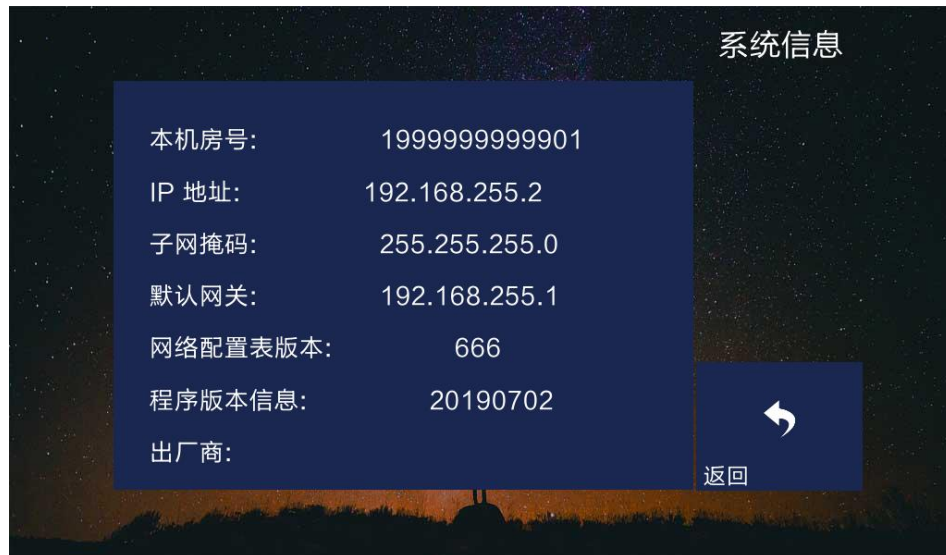 系统信息
本机房号: 1999999999901
IP 地址: 192.168.255.2
子网掩码: 255.255.255.0
默认网关: 192.168.255.1
网络配置表版本: 666
程序版本信息: 20190702
出厂商:
返回